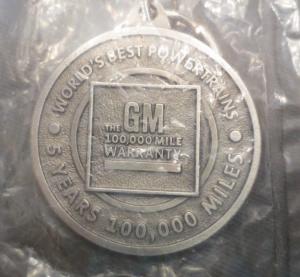 WORLD'S BEST POWERTRAINS
GM
THE
100,000 MILE
WARRANTY
5 YEARS 100,000 MILES